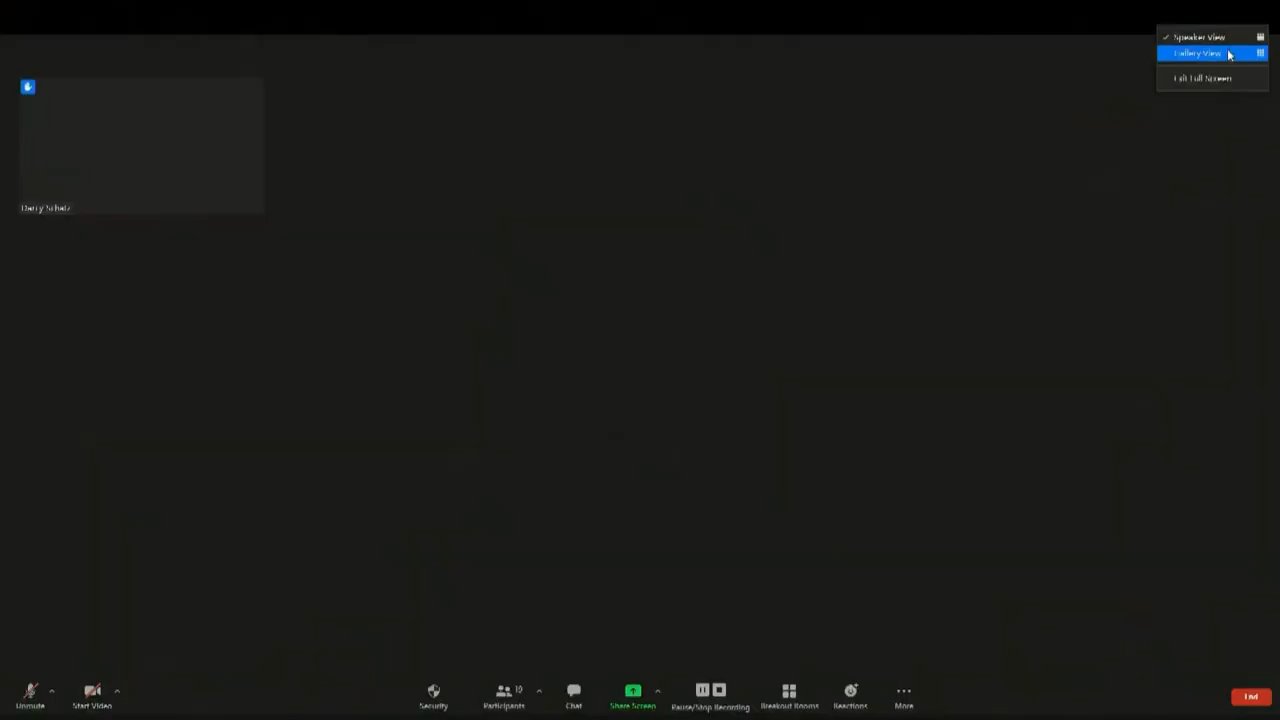 Speaker View
Gallery View
Exit Full Screen
Unmute
Start Video
Security
Participants
19
Chat
Share Screen
Pause/Stop Recording
Breakout Rooms
Reactions
More
End